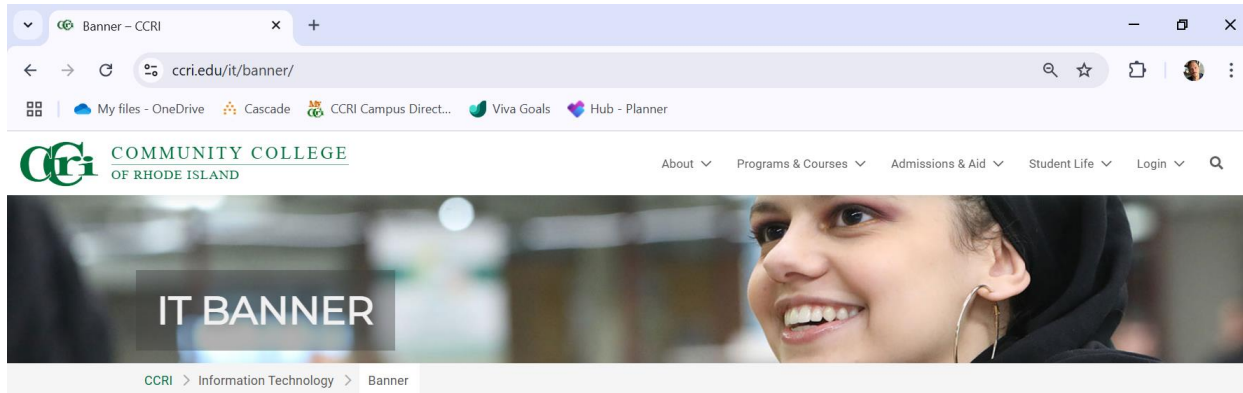 Banner – CCRI
ccri.edu/it/banner/
My files - OneDrive Cascade CCRI Campus Direct... Viva Goals Hub - Planner
CCRI COMMUNITY COLLEGE
OF RHODE ISLAND
About Programs & Courses Admissions & Aid Student Life Login
IT BANNER
CCRI > Information Technology > Banner